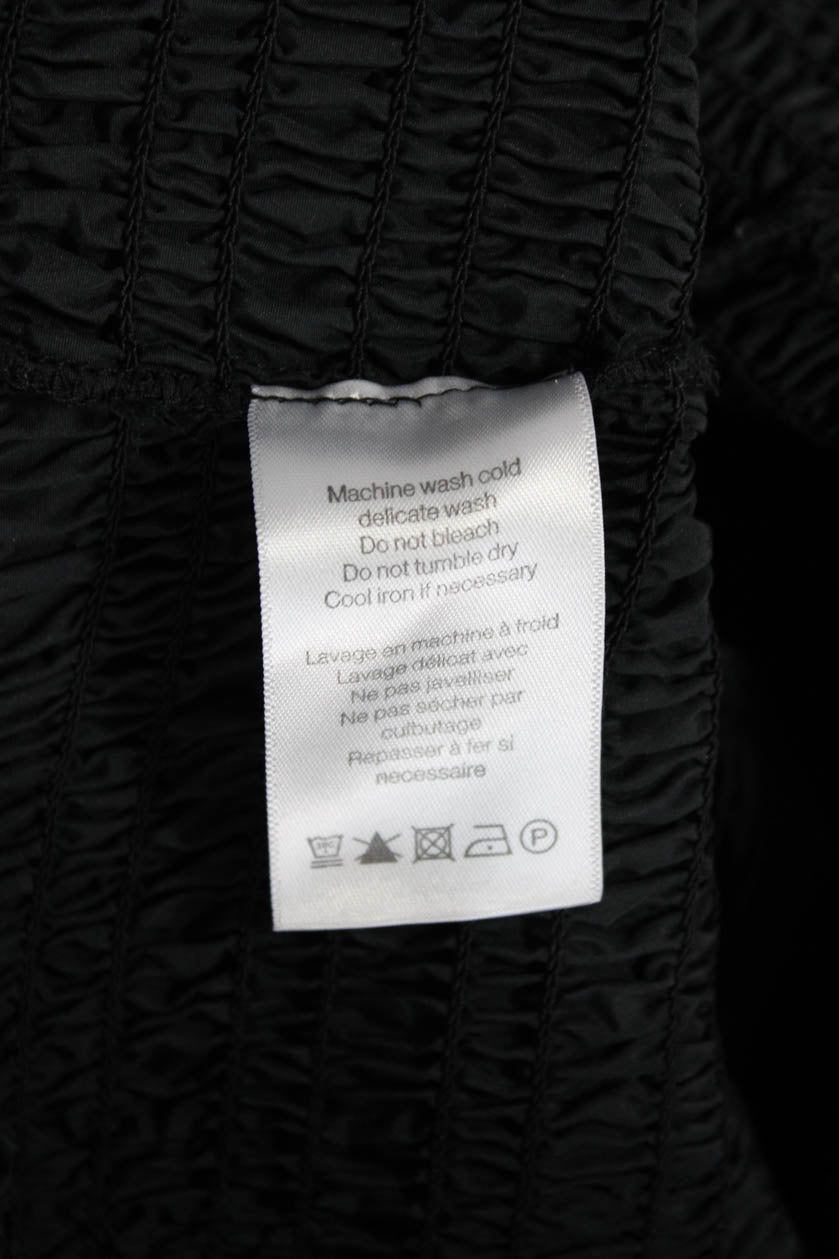 Machine wash cold
delicate wash
Do not bleach
Do not tumble dry
Cool iron if necessary
Lavage en machine à froid
Lavage délicat avec
Ne pas javelliser
Ne pas sécher par
culbutage
Repasser à fer si
necessaire
P